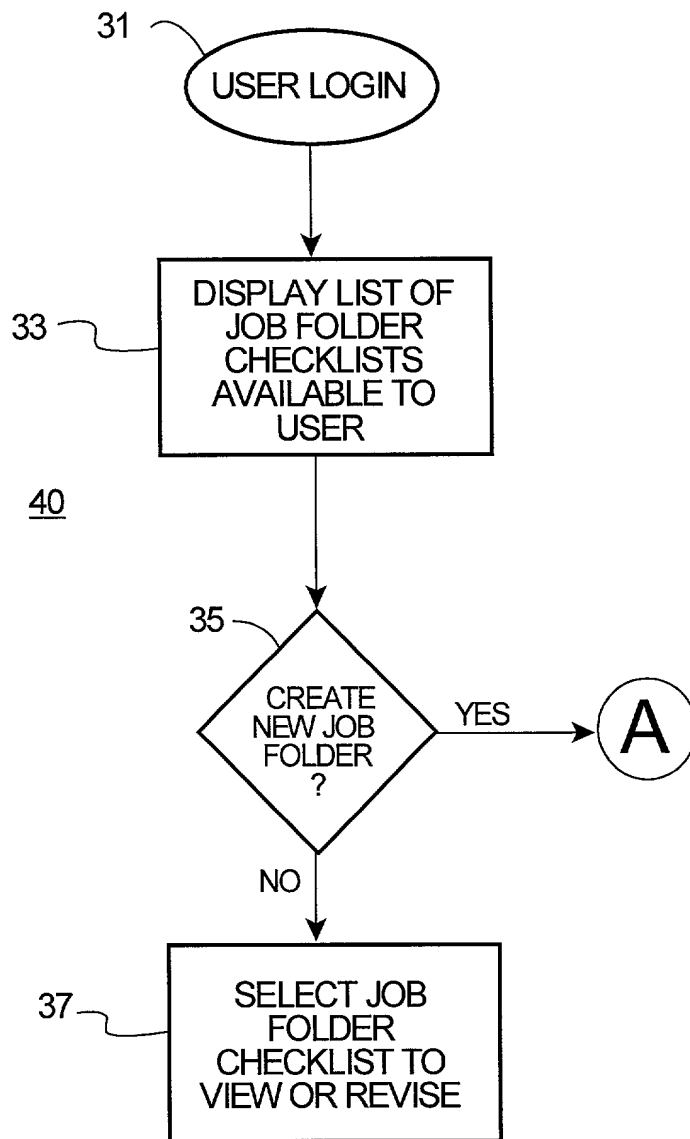 31
USER LOGIN
33
DISPLAY LIST OF
JOB FOLDER
CHECKLISTS
AVAILABLE TO
USER
40
35
CREATE
NEW JOB
FOLDER
?
YES
A
NO
37
SELECT JOB
FOLDER
CHECKLIST TO
VIEW OR REVISE